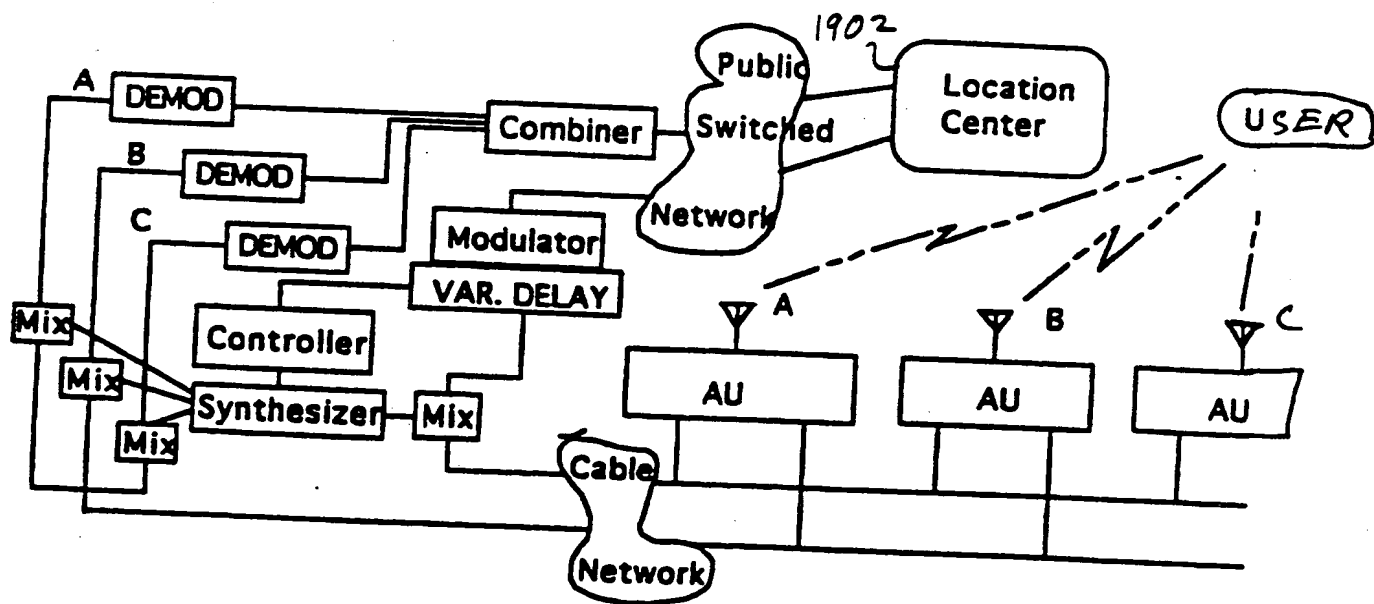 1902
Public
Switched
Network
Location
Center
USER
A
DEMOD
Combiner
B
DEMOD
C
DEMOD
Modulator
VAR. DELAY
Mix
Controller
Mix
Synthesizer
Mix
Mix
A
AU
B
AU
C
AU
Cable
Network